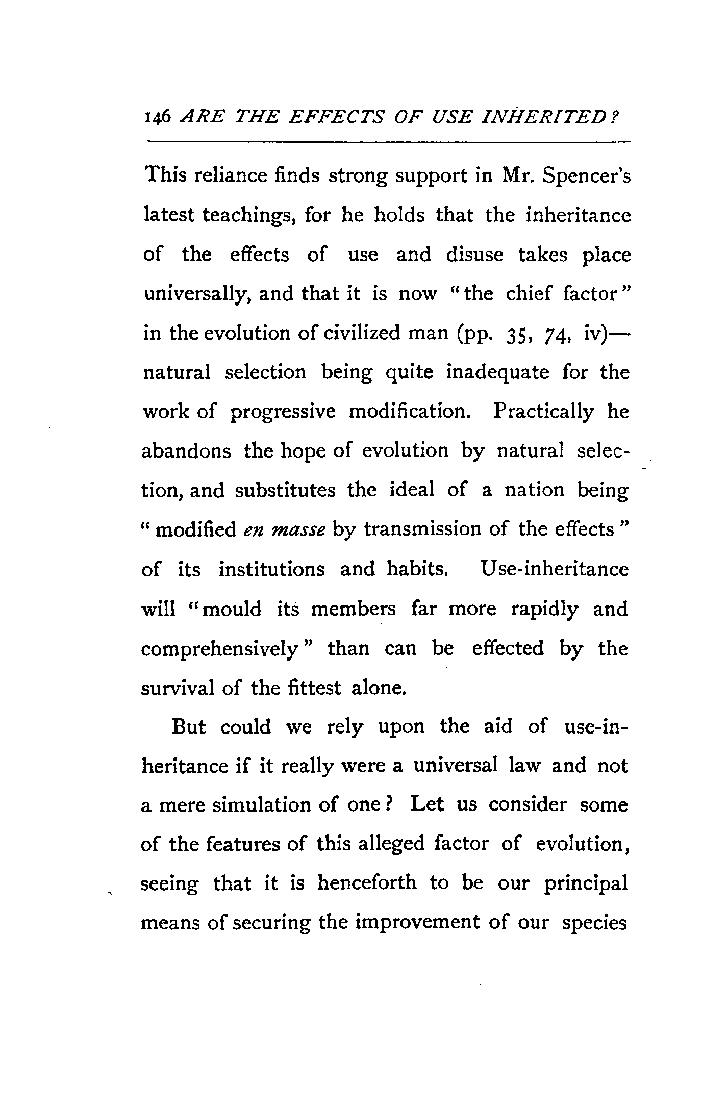 146 ARE THE EFFECTS OF USE INHERITED?
This reliance finds strong support in Mr. Spencer's
latest teachings, for he holds that the inheritance
of the effects of use and disuse takes place
universally, and that it is now "the chief factor"
in the evolution of civilized man (pp. 35, 74, iv)—
natural selection being quite inadequate for the
work of progressive modification. Practically he
abandons the hope of evolution by natural selec-
tion, and substitutes the ideal of a nation being
"modified en masse by transmission of the effects"
of its institutions and habits. Use-inheritance
will "mould its members far more rapidly and
comprehensively" than can be effected by the
survival of the fittest alone.
But could we rely upon the aid of use-in-
heritance if it really were a universal law and not
a mere simulation of one? Let us consider some
of the features of this alleged factor of evolution,
seeing that it is henceforth to be our principal
means of securing the improvement of our species